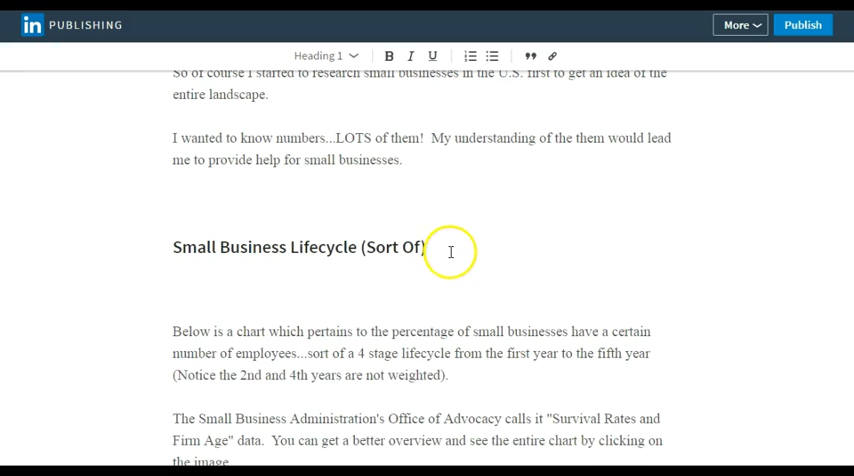 in PUBLISHING
More
Publish
Heading 1
B I U
So of course I started to research small businesses in the U.S. first to get an idea of the
entire landscape.
I wanted to know numbers...LOTS of them!  My understanding of the them would lead
me to provide help for small businesses.
Small Business Lifecycle (Sort Of)
Below is a chart which pertains to the percentage of small businesses have a certain
number of employees...sort of a 4 stage lifecycle from the first year to the fifth year
(Notice the 2nd and 4th years are not weighted).
The Small Business Administration's Office of Advocacy calls it "Survival Rates and
Firm Age" data.  You can get a better overview and see the entire chart by clicking on
the image.